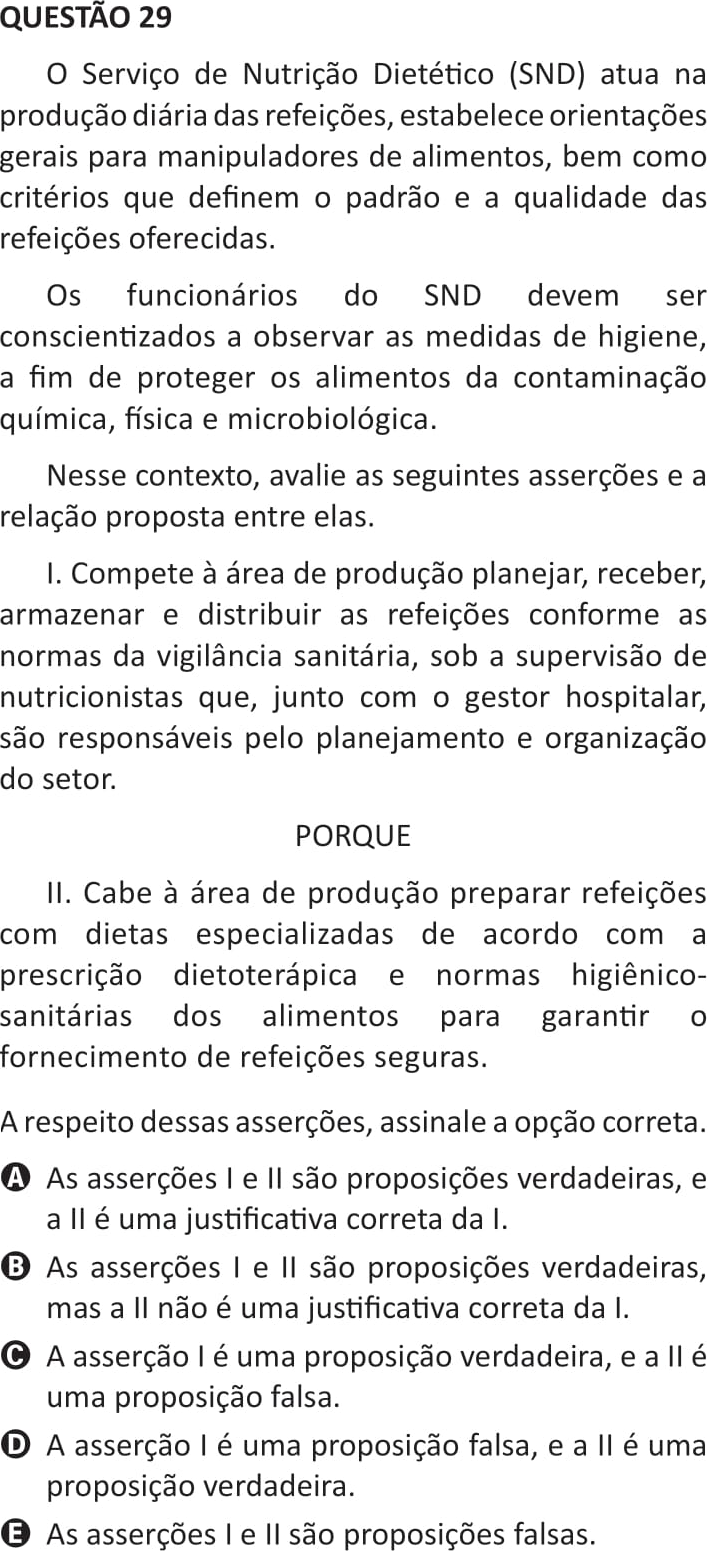 QUESTÃO 29
O Serviço de Nutrição Dietético (SND) atua na
produção diária das refeições, estabelece orientações
gerais para manipuladores de alimentos, bem como
critérios que definem o padrão e a qualidade das
refeições oferecidas.
Os funcionários do SND devem ser
conscientizados a observar as medidas de higiene,
a fim de proteger os alimentos da contaminação
química, física e microbiológica.
Nesse contexto, avalie as seguintes asserções e a
relação proposta entre elas.
I. Compete à área de produção planejar, receber,
armazenar e distribuir as refeições conforme as
normas da vigilância sanitária, sob a supervisão de
nutricionistas que, junto com o gestor hospitalar,
são responsáveis pelo planejamento e organização
do setor.
PORQUE
II. Cabe à área de produção preparar refeições
com dietas especializadas de acordo com a
prescrição dietoterápica e normas higiênico-
sanitárias dos alimentos para garantir o
fornecimento de refeições seguras.
A respeito dessas asserções, assinale a opção correta.
A As asserções I e II são proposições verdadeiras, e
a II é uma justificativa correta da I.
B As asserções I e II são proposições verdadeiras,
mas a II não é uma justificativa correta da I.
C A asserção I é uma proposição verdadeira, e a II é
uma proposição falsa.
D A asserção I é uma proposição falsa, e a II é uma
proposição verdadeira.
E As asserções I e II são proposições falsas.